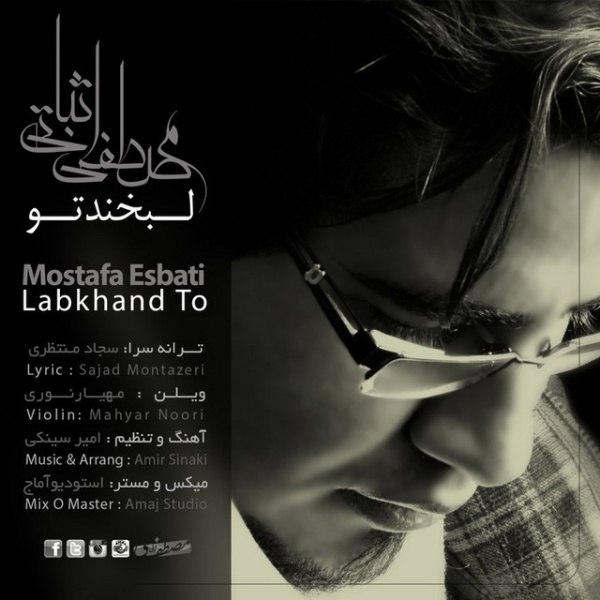 مصطفی اثباتی
لبخند تو
Mostafa Esbati
Labkhand To
ترانه سرا: سجاد منتظری
Lyric : Sajad Montazeri
ویلن : مهیار نوری
Violin: Mahyar Noori
آهنگ و تنظیم : امیر سینکی
Music & Arrang : Amir Sinaki
میکس و مستر: استودیو آماج
Mix O Master : Amaj Studio